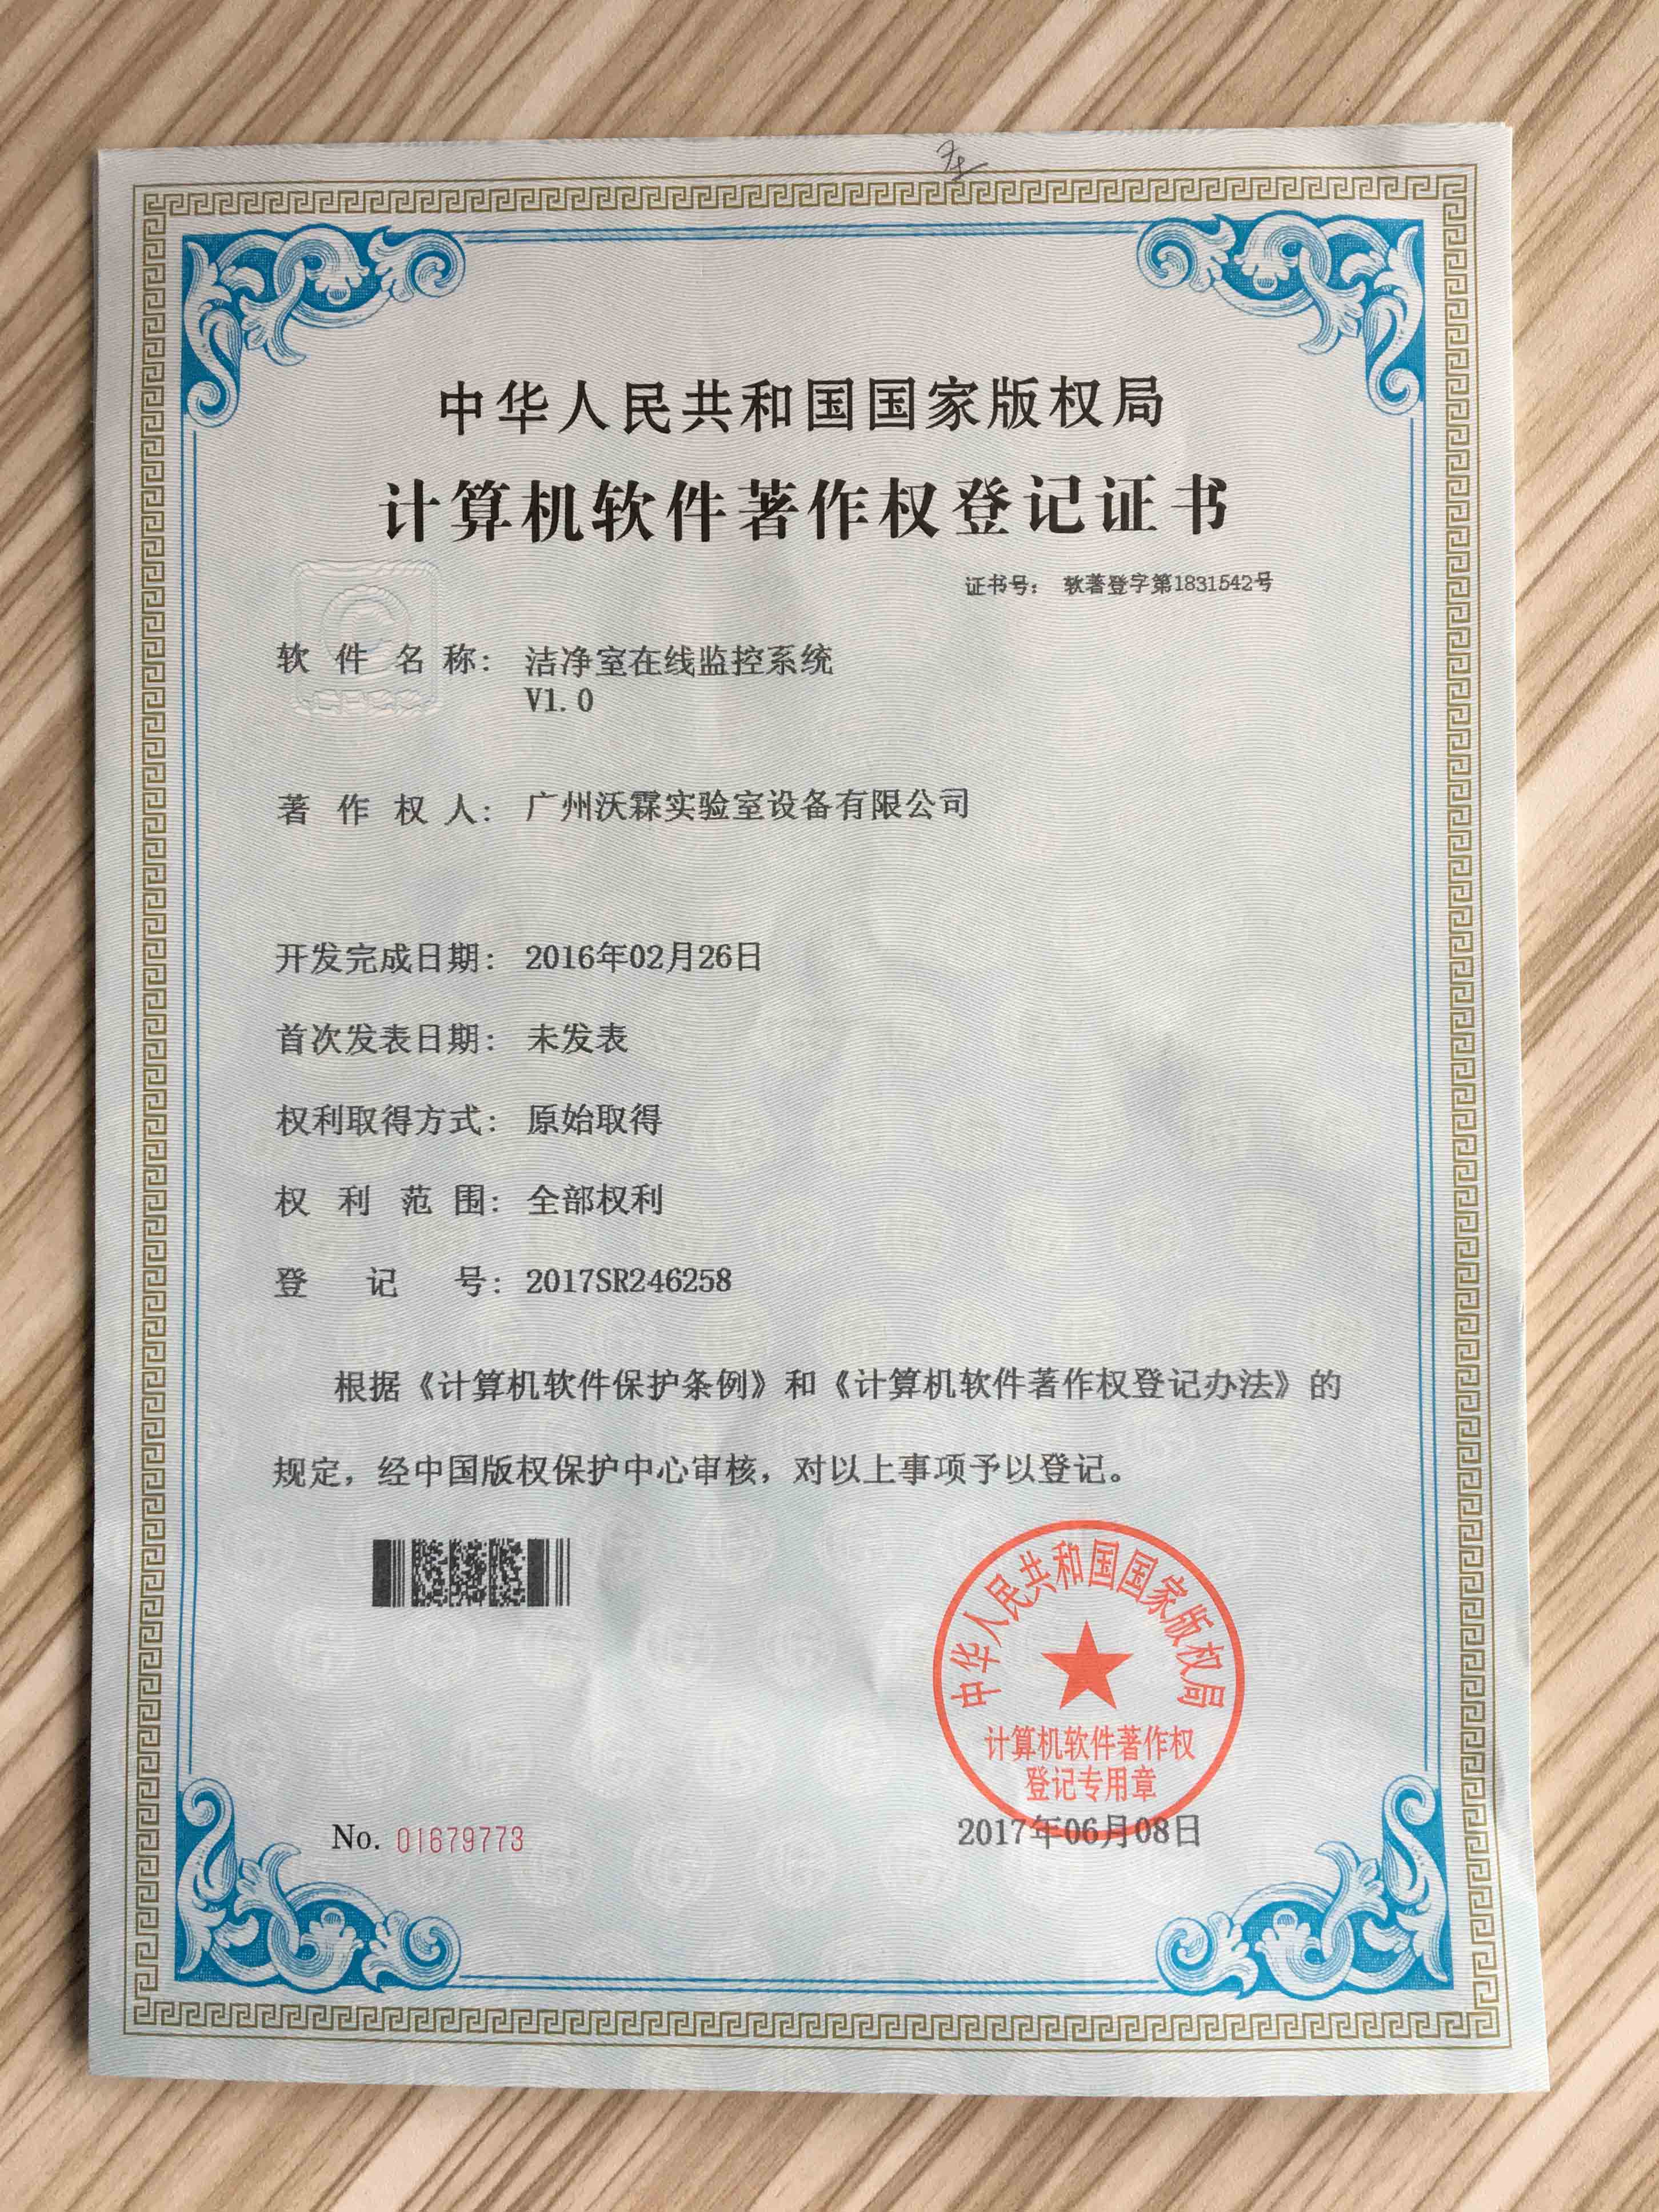 中华人民共和国国家版权局
计算机软件著作权登记证书
证书号： 软著登字第1831542号
软件名称： 洁净室在线监控系统
V1.0
著作权人： 广州沃霖实验室设备有限公司
开发完成日期： 2016年02月26日
首次发表日期： 未发表
权利取得方式： 原始取得
权利范围： 全部权利
登记号： 2017SR246258
根据《计算机软件保护条例》和《计算机软件著作权登记办法》的
规定，经中国版权保护中心审核，对以上事项予以登记。
中华人民共和国国家版权局
计算机软件著作权
登记专用章
No. 01679773
2017年06月08日